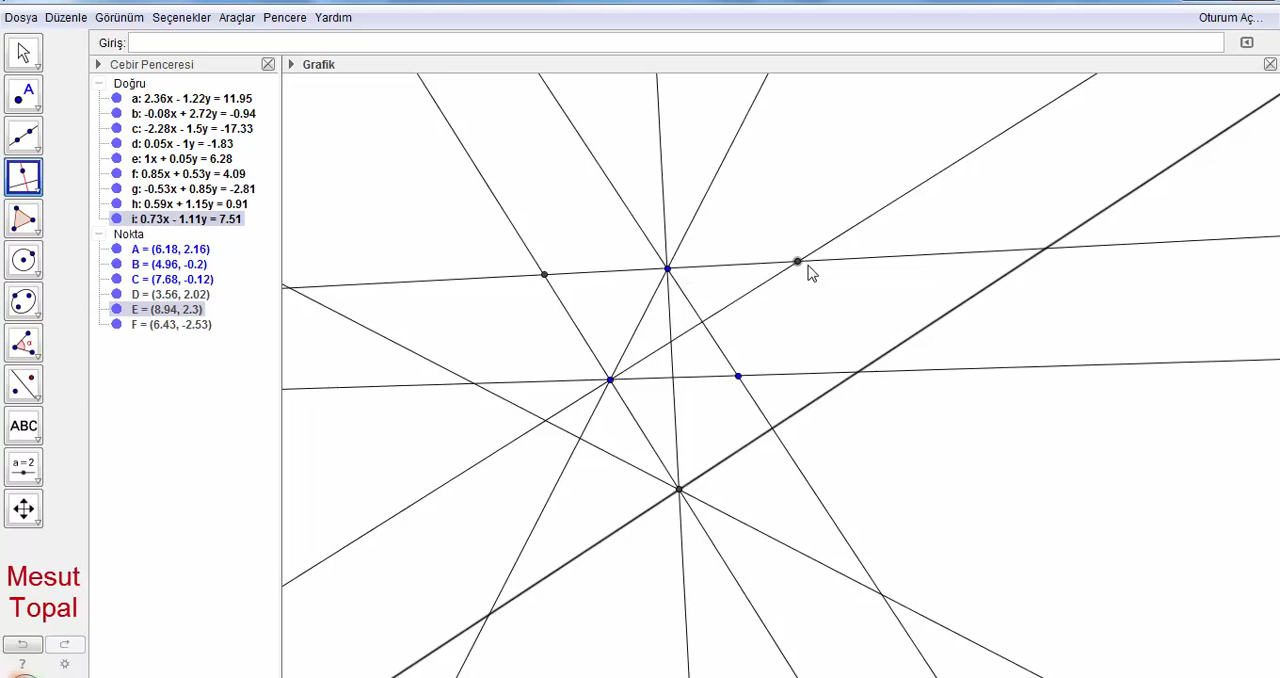 Dosya Düzenle Görünüm Seçenekler Araçlar Pencere Yardım Oturum Aç...
Giriş:
Cebir Penceresi Grafik
Doğru
a: 2.36x - 1.22y = 11.95
b: -0.08x + 2.72y = -0.94
c: -2.28x - 1.5y = -17.33
d: 0.05x - 1y = -1.83
e: 1x + 0.05y = 6.28
f: 0.85x + 0.53y = 4.09
g: -0.53x + 0.85y = -2.81
h: 0.59x + 1.15y = 0.91
i: 0.73x - 1.11y = 7.51
Nokta
A = (6.18, 2.16)
B = (4.96, -0.2)
C = (7.68, -0.12)
D = (3.56, 2.02)
E = (8.94, 2.3)
F = (6.43, -2.53)
A
α
ABC
a=2
Mesut
Topal
?